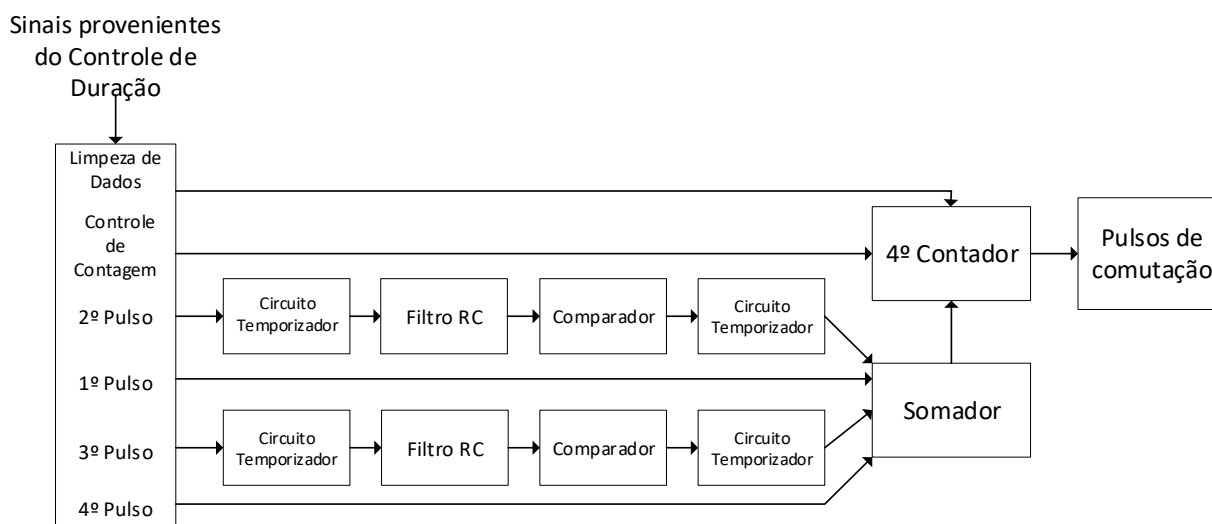 Sinais provenientes
do Controle de
Duração
Limpeza de
Dados
Controle
de
Contagem
4º Contador
Pulsos de
comutação
2º Pulso
Circuito
Temporizador
Filtro RC
Comparador
Circuito
Temporizador
1º Pulso
Somador
3º Pulso
Circuito
Temporizador
Filtro RC
Comparador
Circuito
Temporizador
4º Pulso